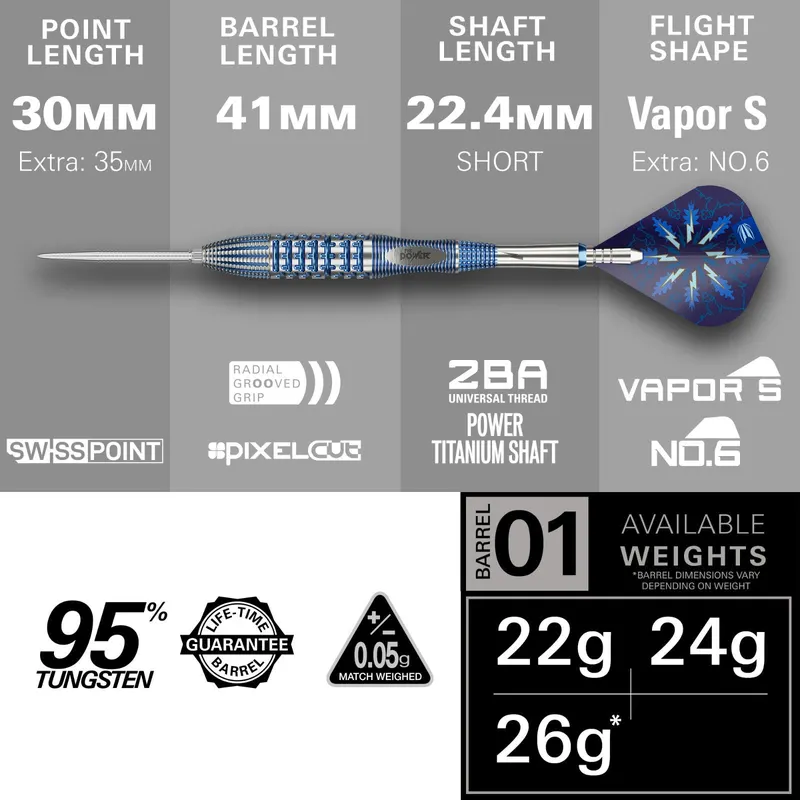 POINT
LENGTH
30MM
Extra: 35MM
BARREL
LENGTH
41MM
SHAFT
LENGTH
22.4MM
SHORT
FLIGHT
SHAPE
Vapor S
Extra: NO.6
POWER
SWISSPOINT
RADIAL
GROOVED
GRIP
PIXELCUT
2BA
UNIVERSAL THREAD
POWER
TITANIUM SHAFT
VAPOR S
NO.6
95%
TUNGSTEN
LIFE-TIME
GUARANTEE
BARREL
+/-
0.05g
MATCH WEIGHED
BARREL
01
AVAILABLE
WEIGHTS
*BARREL DIMENSIONS VARY
DEPENDING ON WEIGHT
22g
24g
26g*